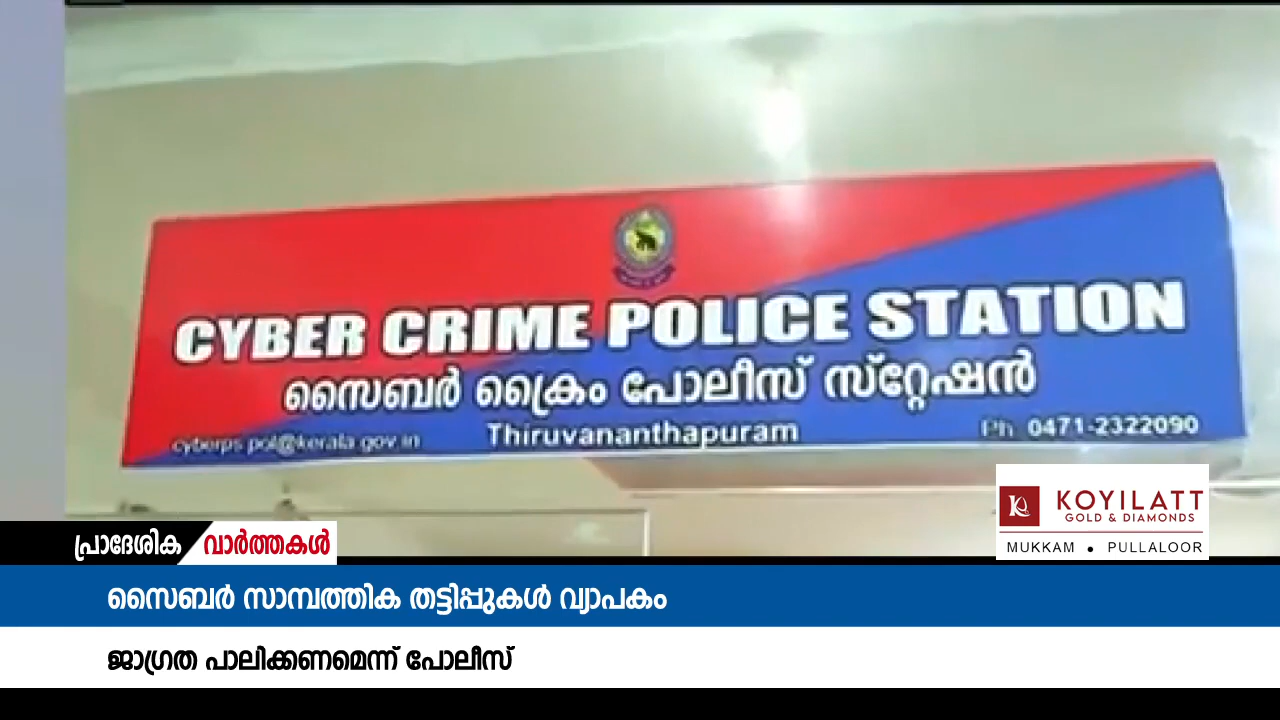 CYBER CRIME POLICE STATION
സൈബർ ക്രൈം പോലീസ് സ്റ്റേഷൻ
cyberps.pol@kerala.gov.in Thiruvananthapuram Ph 0471-2322090
KOYILATT
GOLD & DIAMONDS
MUKKAM • PULLALOOR
പ്രാദേശിക വാർത്തകൾ
സൈബർ സാമ്പത്തിക തട്ടിപ്പുകൾ വ്യാപകം
ജാഗ്രത പാലിക്കണമെന്ന് പോലീസ്